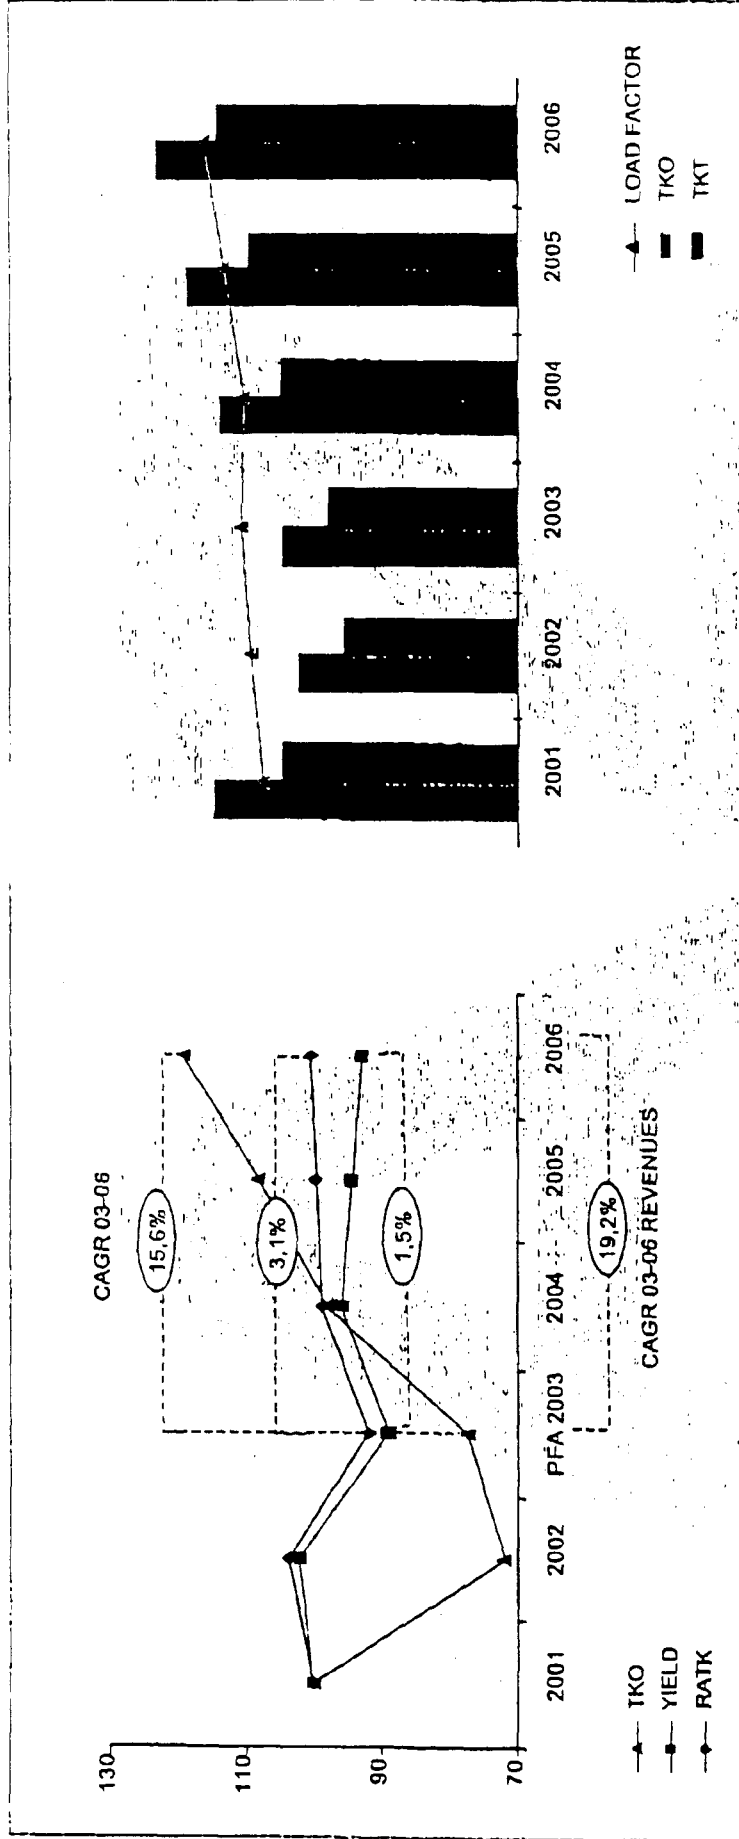 CAGR 03-06
15,6%
3,1%
1,5%
19,2%
CAGR 03-06 REVENUES
130
110
90
70
2001 2002 PFA 2003 2004 2005 2006
TKO
YIELD
RATK
2001 2002 2003 2004 2005 2006
LOAD FACTOR
TKO
TKT